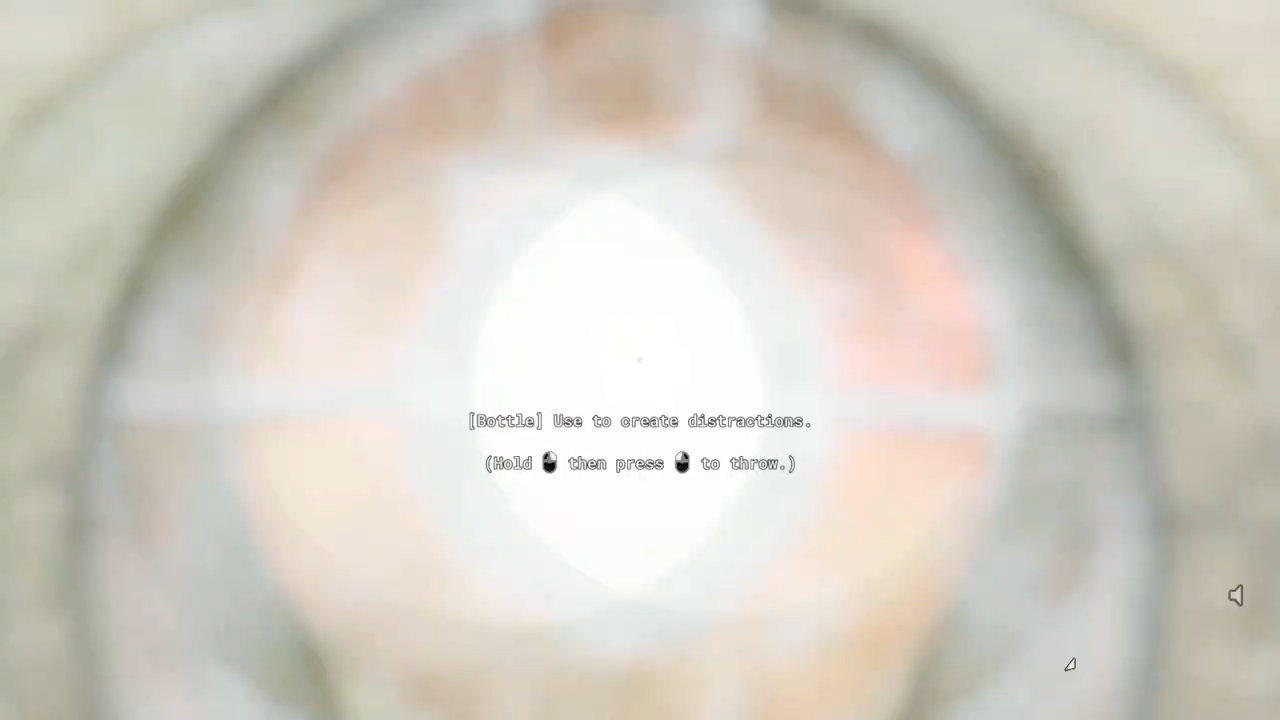 [Bottle] Use to create distractions.
(Hold then press to throw.)